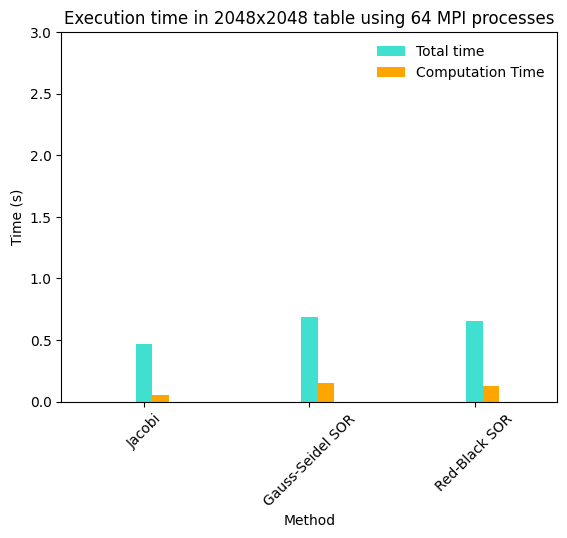 Execution time in 2048x2048 table using 64 MPI processes
Total time
Computation Time
3.0
2.5
2.0
1.5
1.0
0.5
0.0
Time (s)
Jacobi
Gauss-Seidel SOR
Red-Black SOR
Method